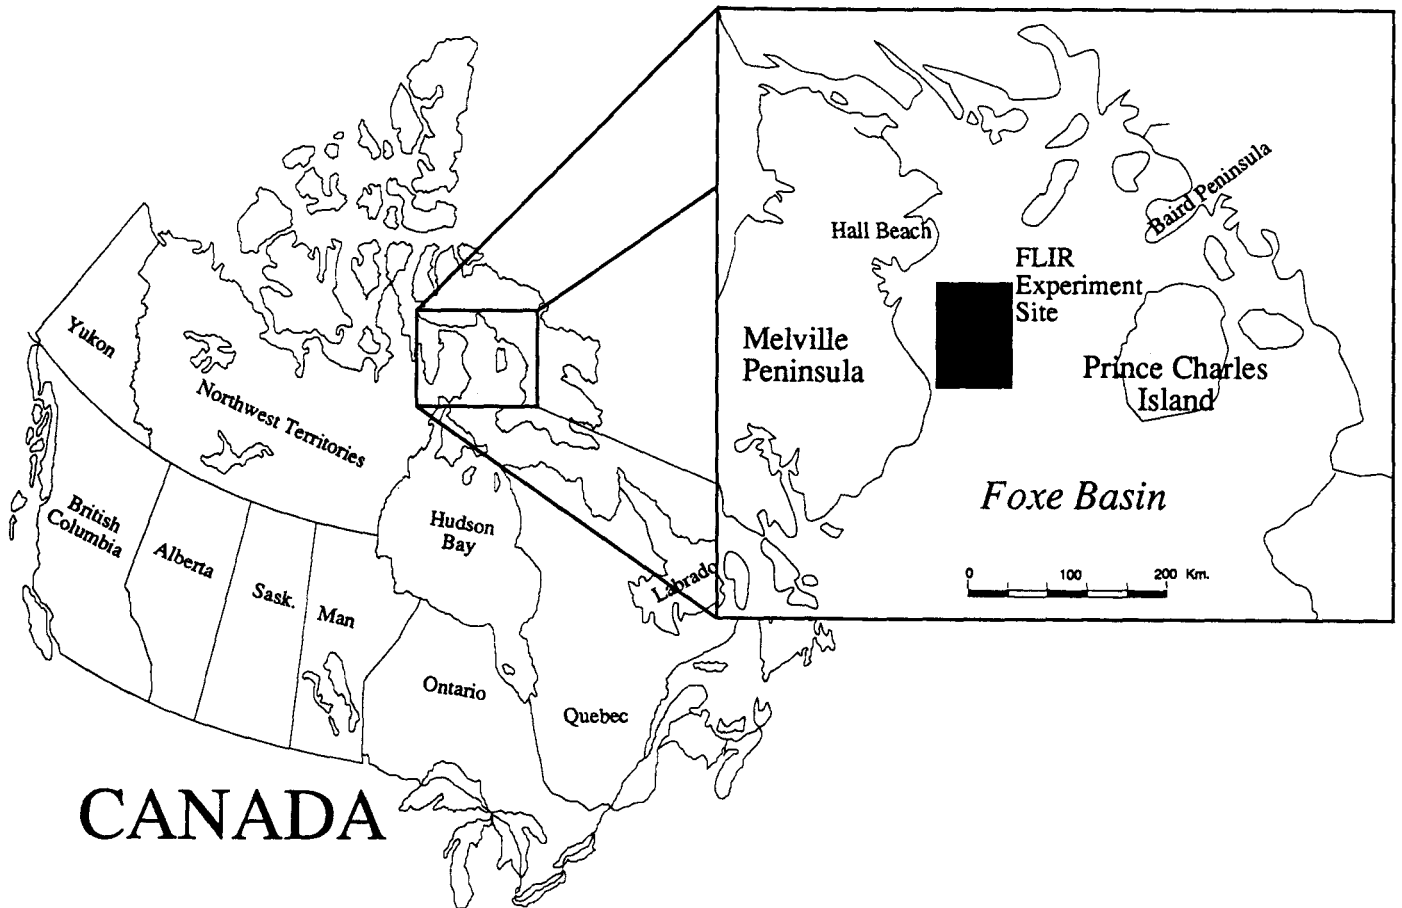 Hall Beach
Baird Peninsula
FLIR
Experiment
Site
Melville
Peninsula
Prince Charles
Island
Foxe Basin
0 100 200 Km.
Yukon
Northwest Territories
British
Columbia
Alberta
Sask.
Man
Hudson
Bay
Ontario
Quebec
Labrado
CANADA